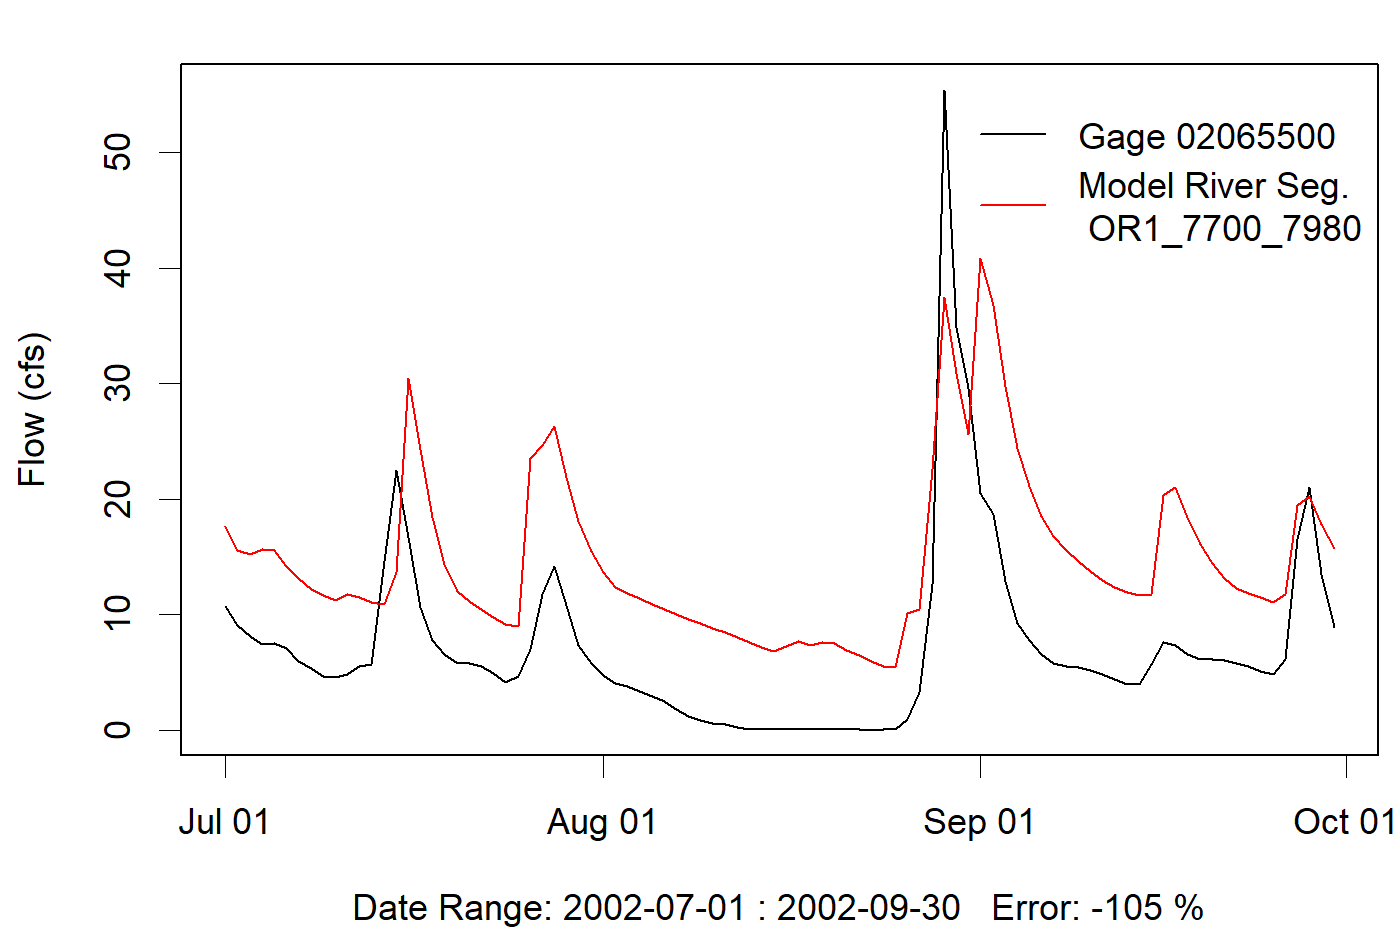 Gage 02065500
Model River Seg.
OR1_7700_7980
Flow (cfs)
50
40
30
20
10
0
Jul 01 Aug 01 Sep 01 Oct 01
Date Range: 2002-07-01 : 2002-09-30 Error: -105 %